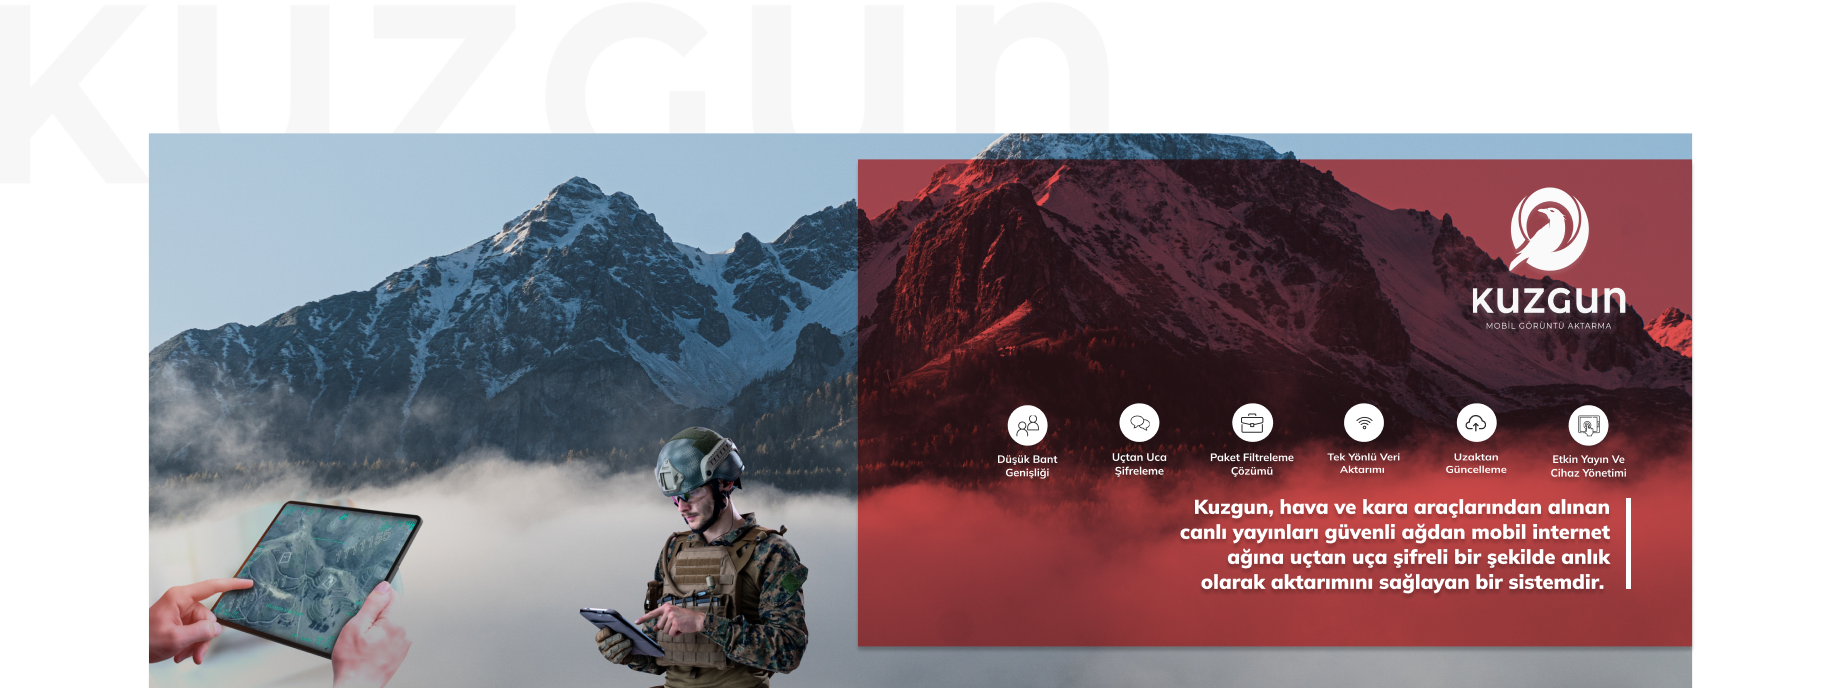 KUZGUN
KUZGUN
MOBİL GÖRÜNTÜ AKTARMA
Düşük Bant
Genişliği
Uçtan Uca
Şifreleme
Paket Filtreleme
Çözümü
Tek Yönlü Veri
Aktarımı
Uzaktan
Güncelleme
Etkin Yayın Ve
Cihaz Yönetimi
Kuzgun, hava ve kara araçlarından alınan
canlı yayınları güvenli ağdan mobil internet
ağına uçtan uça şifreli bir şekilde anlık
olarak aktarımını sağlayan bir sistemdir.